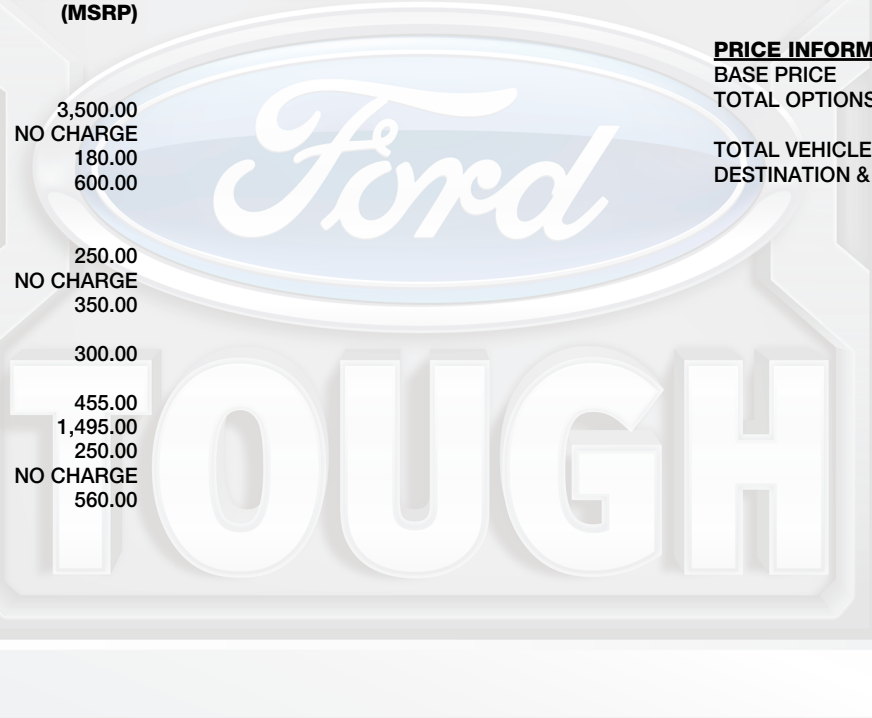 (MSRP)
3,500.00
NO CHARGE
180.00
600.00
250.00
NO CHARGE
350.00
300.00
455.00
1,495.00
250.00
NO CHARGE
560.00
PRICE INFORM
BASE PRICE
TOTAL OPTIONS
TOTAL VEHICLE
DESTINATION &
Ford
TOUGH